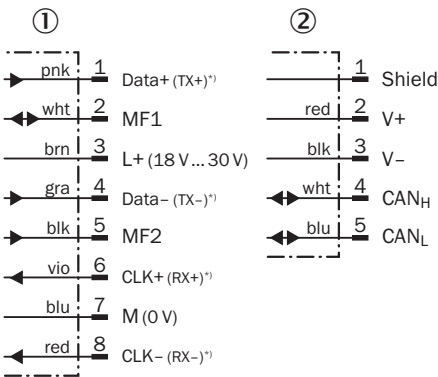 ①
pnk 1 Data+ (TX+)*)
wht 2 MF1
brn 3 L+ (18 V ... 30 V)
gra 4 Data– (TX–)*)
blk 5 MF2
vio 6 CLK+ (RX+)*)
blu 7 M (0 V)
red 8 CLK– (RX–)*)
②
1 Shield
red 2 V+
blk 3 V–
wht 4 CANH
blu 5 CANL